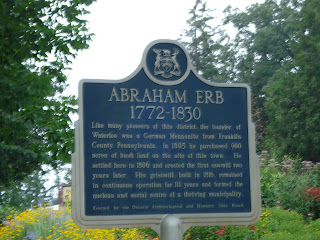 ABRAHAM ERB
1772-1830
Like many pioneers of this district, the founder of
Waterloo was a German Mennonite from Franklin
County Pennsylvania. In 1805 he purchased 900
acres of bush land on the site of this town. He
settled here in 1806 and erected the first sawmill two
years later. His gristmill, built in 1816, remained
in continuous operation for 111 years and formed the
nucleus and social centre of a thriving municipality.
Erected by the Ontario Archaeological and Historic Sites Board